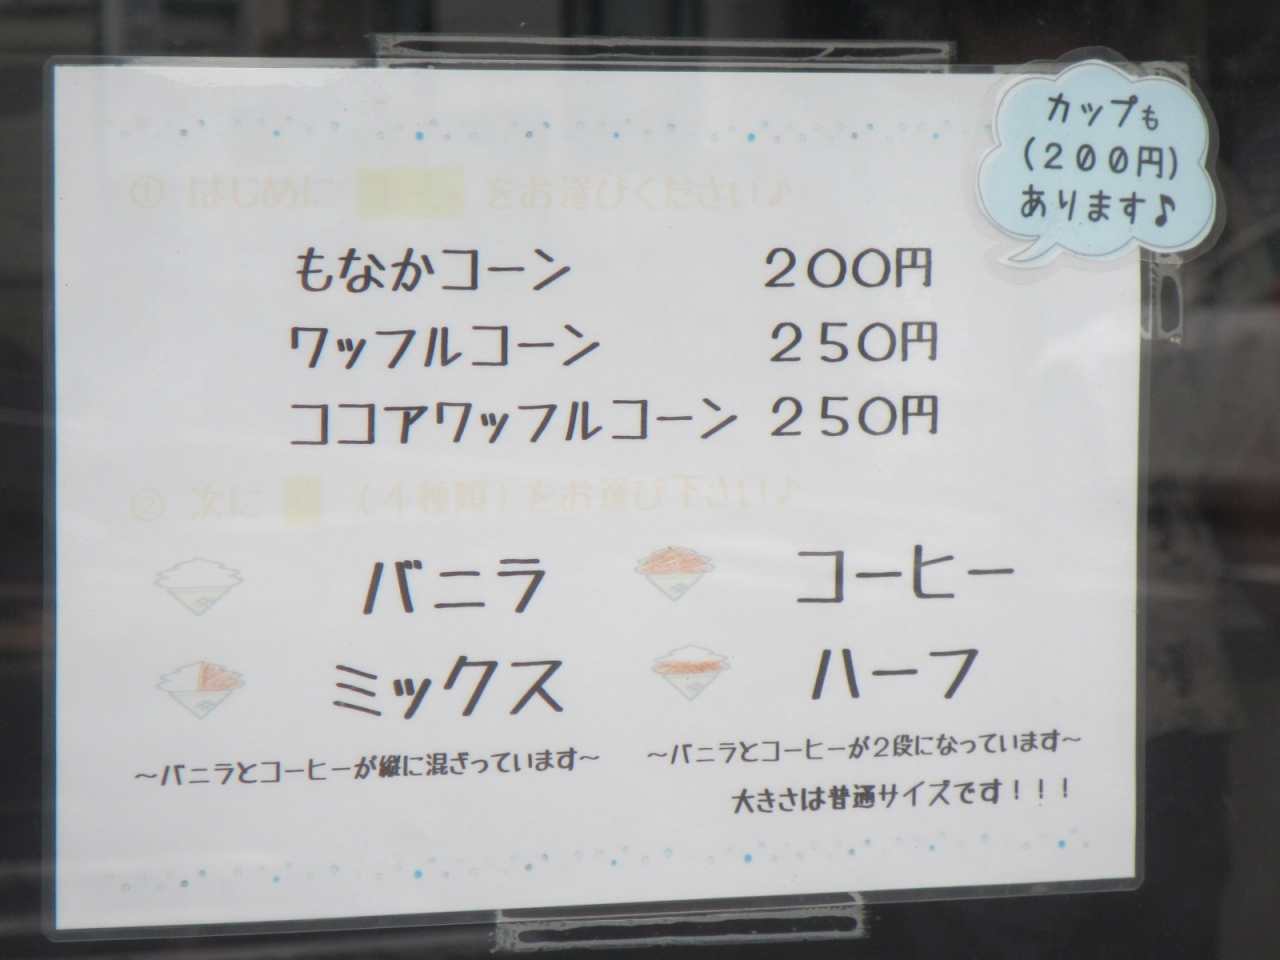 カップも
(200円)
あります♪
① はじめに をお選びください♪
もなかコーン 200円
ワッフルコーン 250円
ココアワッフルコーン 250円
② 次に 味 (4種類)をお選び下さい♪
バニラ コーヒー
ミックス ハーフ
～バニラとコーヒーが縦に混ざっています～
～バニラとコーヒーが2段になっています～
大きさは普通サイズです！！！